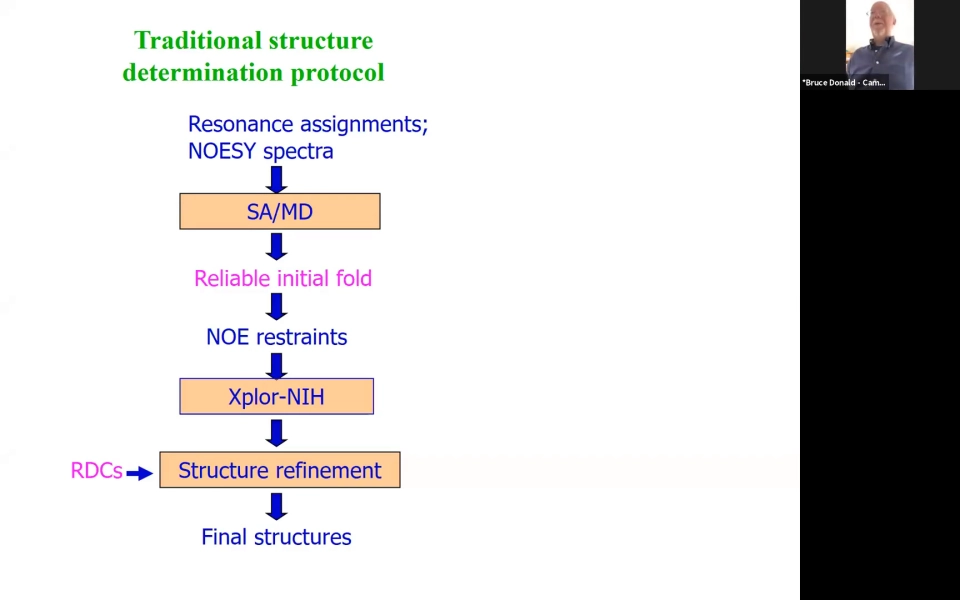 Traditional structure
determination protocol
Resonance assignments;
NOESY spectra
SA/MD
Reliable initial fold
NOE restraints
Xplor-NIH
RDCs
Structure refinement
Final structures
*Bruce Donald - Cam...